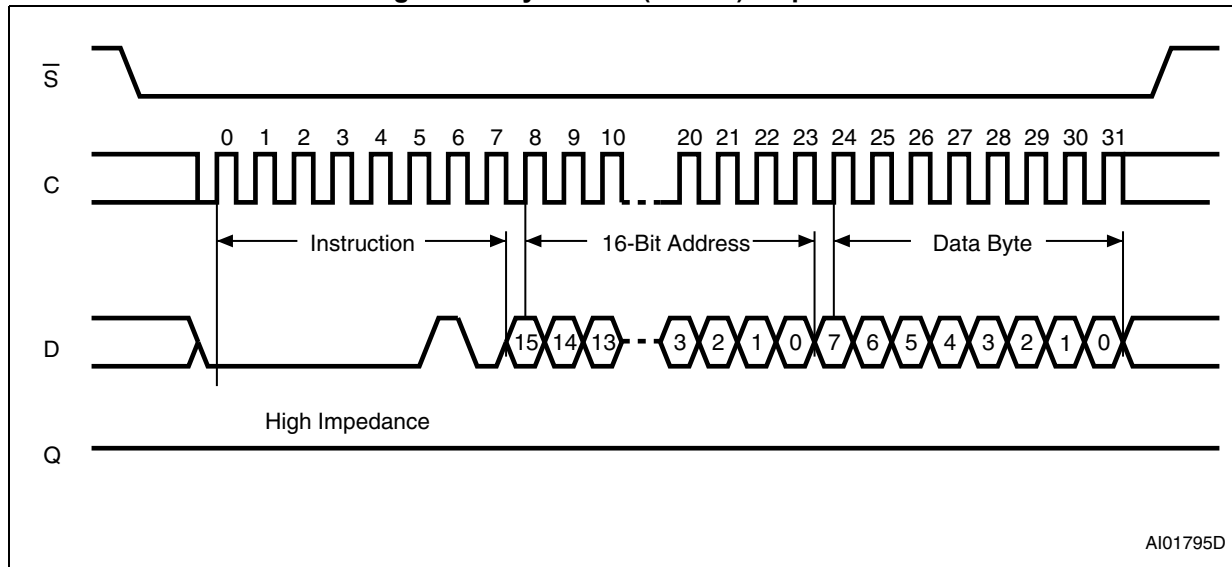 S
0 1 2 3 4 5 6 7 8 9 10 20 21 22 23 24 25 26 27 28 29 30 31
C
Instruction 16-Bit Address Data Byte
D 15 14 13 3 2 1 0 7 6 5 4 3 2 1 0
High Impedance
Q
AI01795D